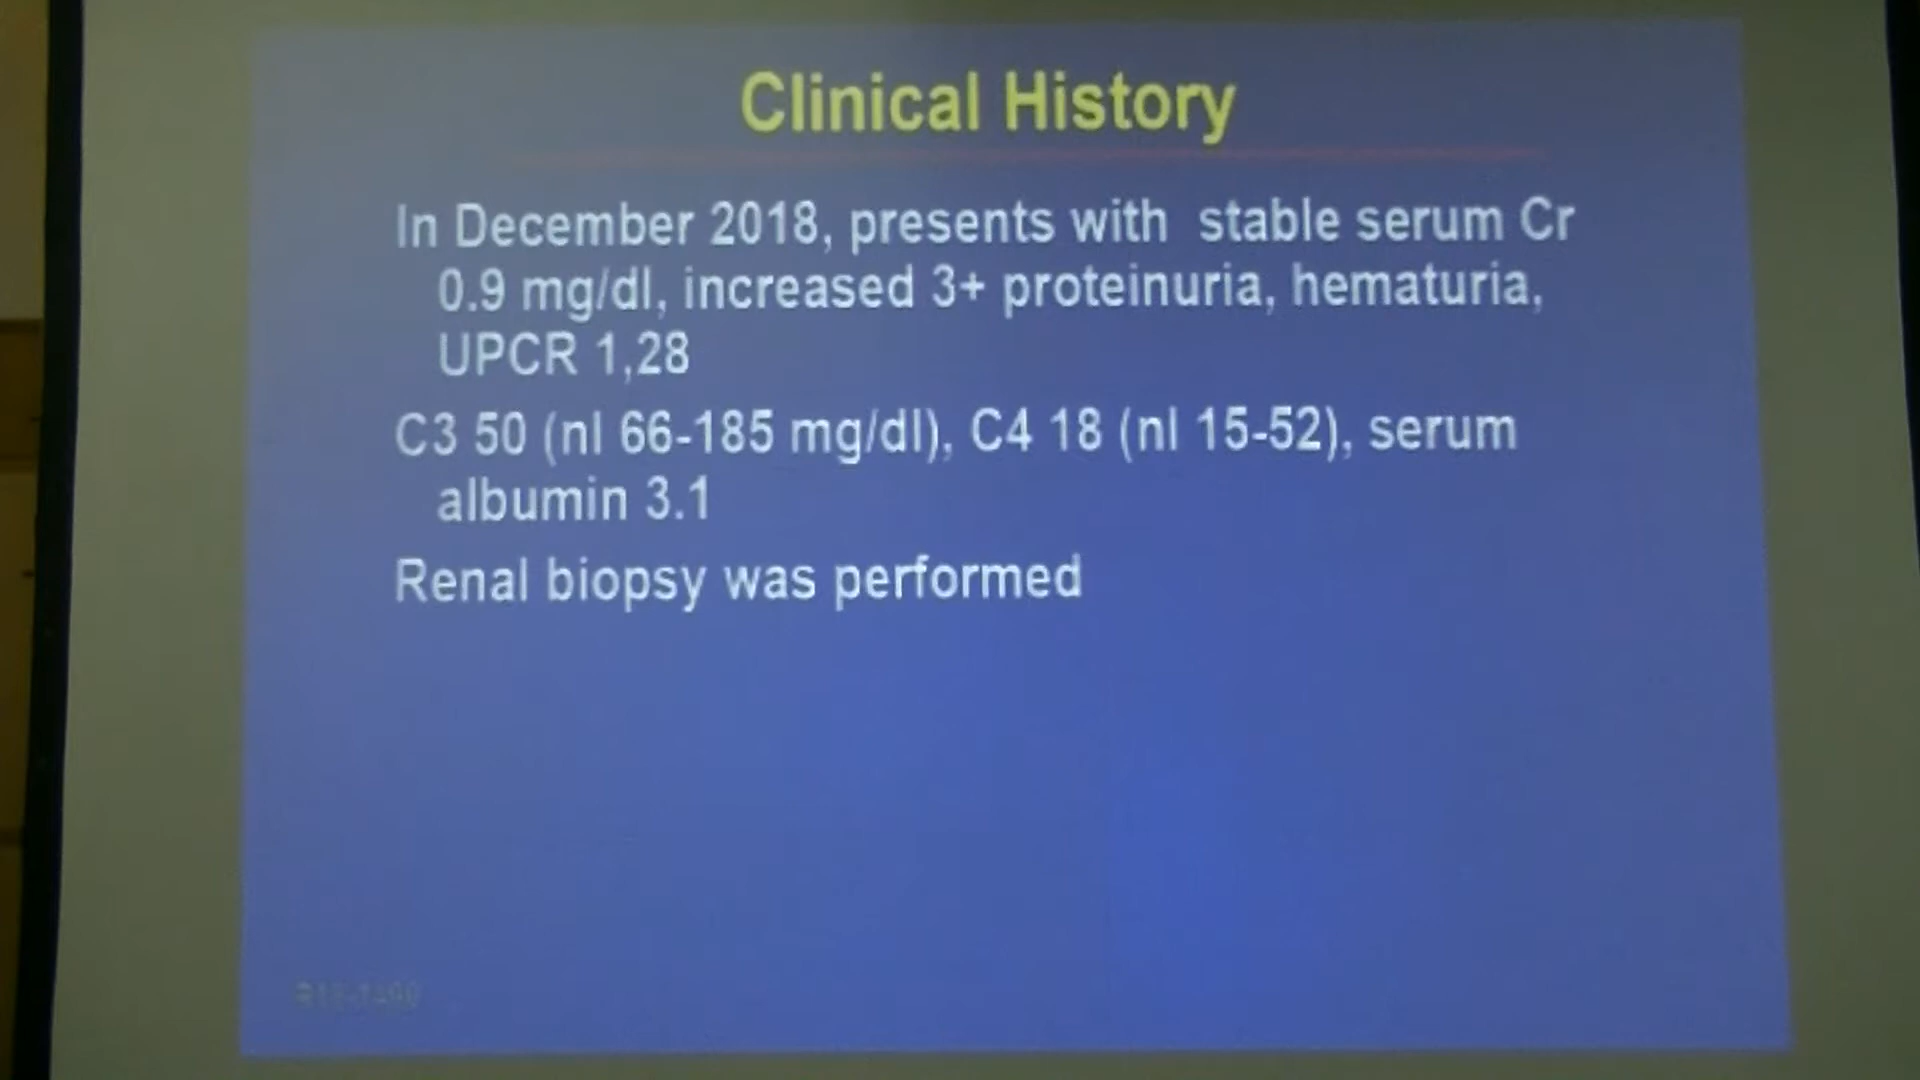 Clinical History
In December 2018, presents with stable serum Cr
0.9 mg/dl, increased 3+ proteinuria, hematuria,
UPCR 1,28
C3 50 (nl 66-185 mg/dl), C4 18 (nl 15-52), serum
albumin 3.1
Renal biopsy was performed